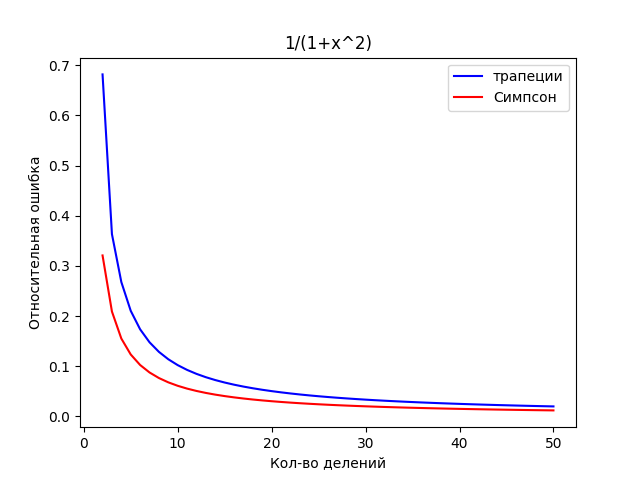 1/(1+x^2)
Относительная ошибка
0.7
0.6
0.5
0.4
0.3
0.2
0.1
0.0
трапеции
Симпсон
0 10 20 30 40 50
Кол-во делений